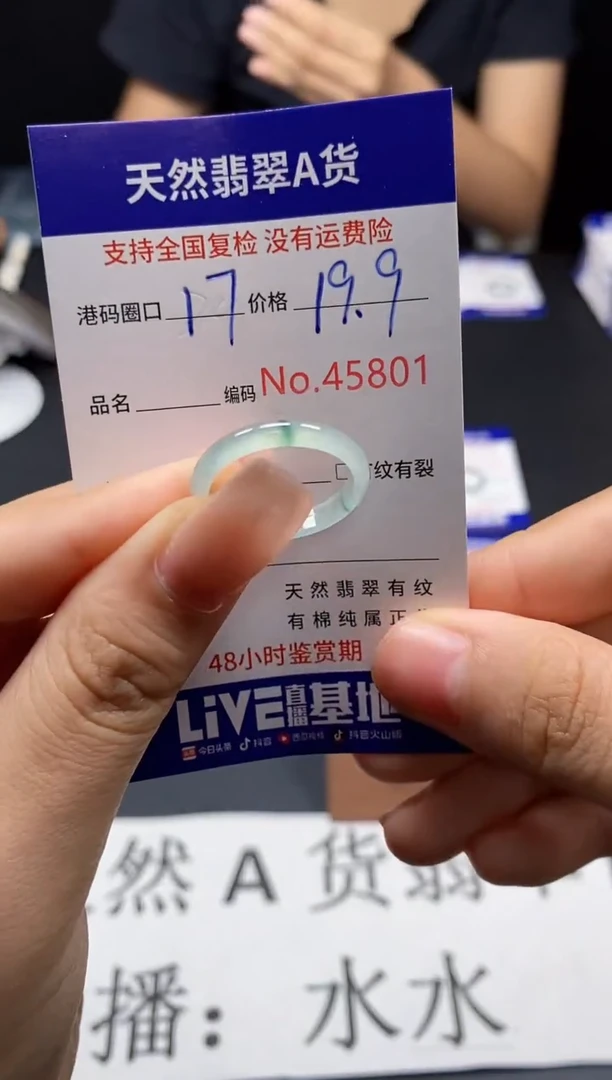 天然翡翠A货
支持全国复检 没有运费险
港码圈口 17 价格 19.9
品名 编码 No.45801
纹有裂
天然翡翠有纹
有棉纯属正
48小时鉴赏期
LiVE直播基地
今日头条 抖音 西瓜视频 抖音火山版
然 A 货翡
播：水水